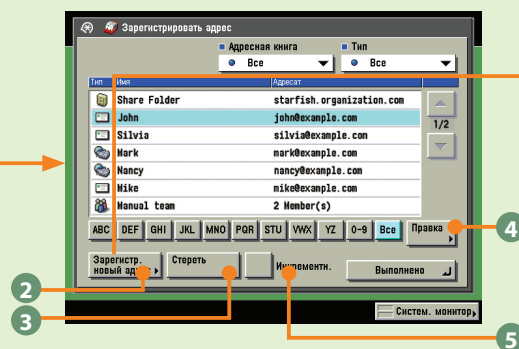 Зарегистрировать адрес
Адресная книга Тип
Все Все
Тип Имя Адресат
Share Folder starfish.organization.com
John john@example.com
Silvia silvia@example.com
Mark mark@example.com
Nancy nancy@example.com
Mike mike@example.com
Manual team 2 Member(s)
1/2
ABC DEF GHI JKL MNO PQR STU VWX YZ 0-9 Все Правка
4
Зарегистр. Стереть Инкрементн. Выполнено
новый адрес
2
3
Систем. монитор
5